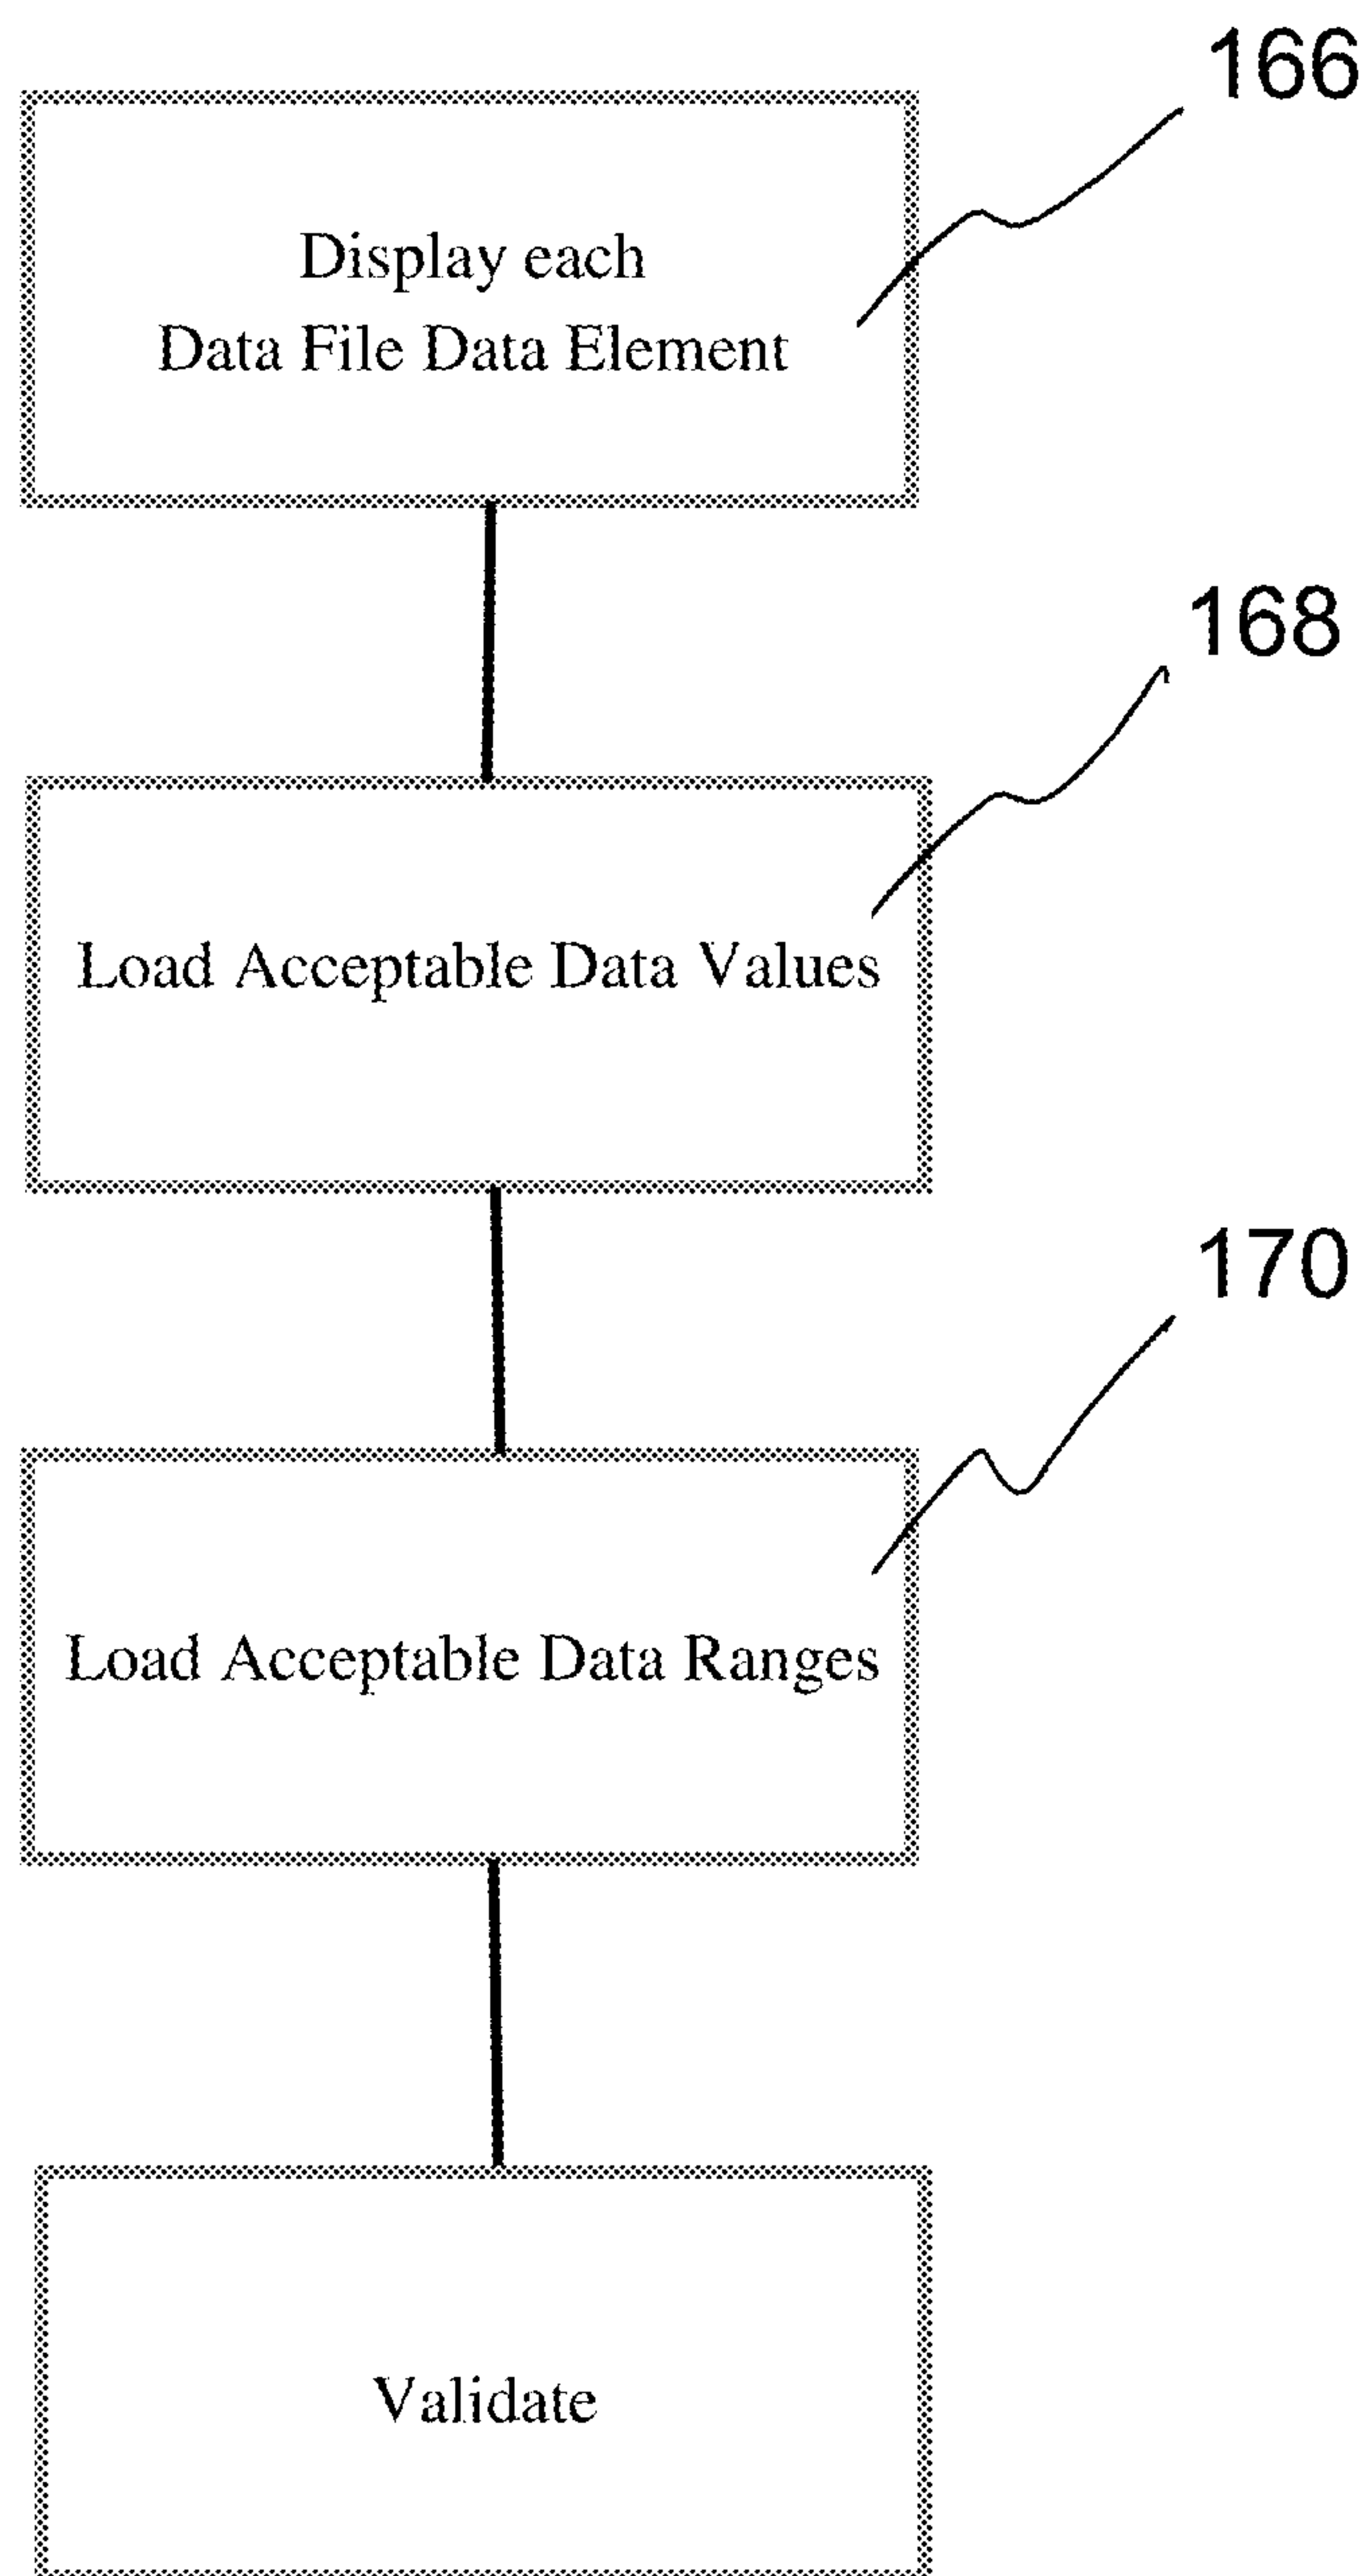 166
Display each
Data File Data Element
168
Load Acceptable Data Values
170
Load Acceptable Data Ranges
Validate